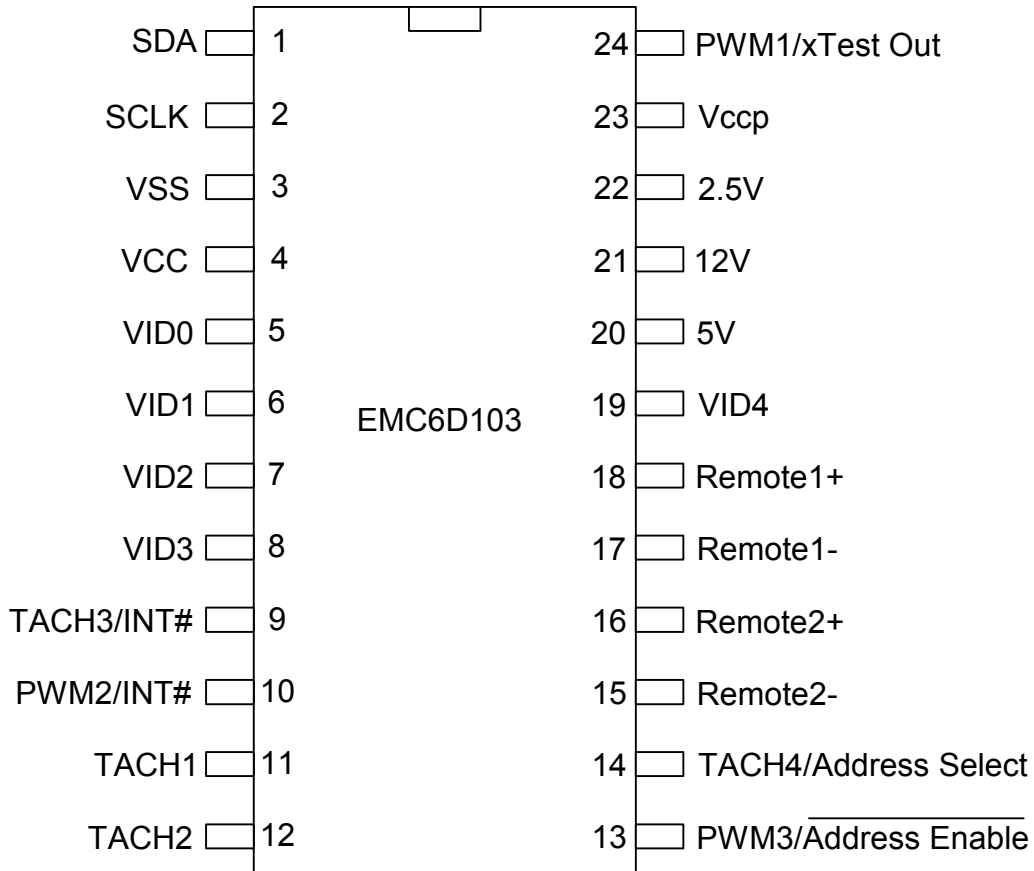 SDA 1
SCLK 2
VSS 3
VCC 4
VID0 5
VID1 6
VID2 7
VID3 8
TACH3/INT# 9
PWM2/INT# 10
TACH1 11
TACH2 12
EMC6D103
24 PWM1/xTest Out
23 Vccp
22 2.5V
21 12V
20 5V
19 VID4
18 Remote1+
17 Remote1-
16 Remote2+
15 Remote2-
14 TACH4/Address Select
13 PWM3/Address Enable